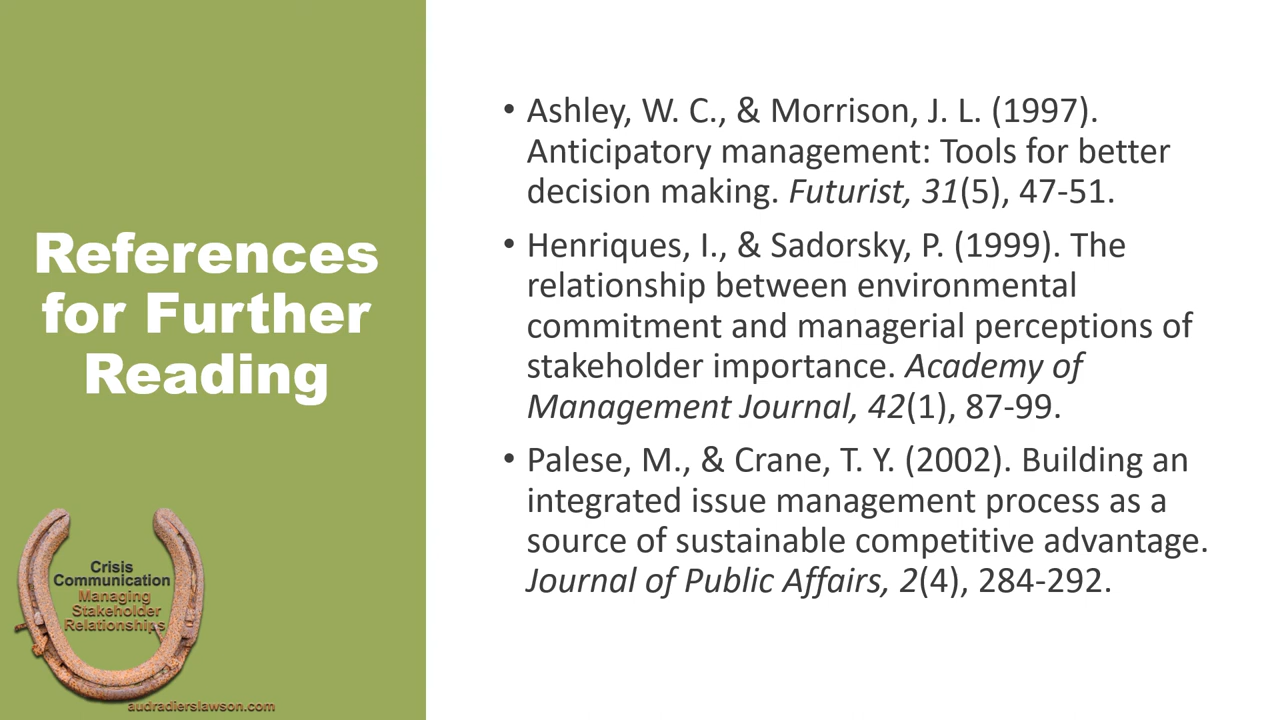 References
for Further
Reading
• Ashley, W. C., & Morrison, J. L. (1997).
Anticipatory management: Tools for better
decision making. Futurist, 31(5), 47-51.
• Henriques, I., & Sadorsky, P. (1999). The
relationship between environmental
commitment and managerial perceptions of
stakeholder importance. Academy of
Management Journal, 42(1), 87-99.
• Palese, M., & Crane, T. Y. (2002). Building an
integrated issue management process as a
source of sustainable competitive advantage.
Journal of Public Affairs, 2(4), 284-292.
Crisis
Communication
Managing
Stakeholder
Relationships
audradierslawson.com